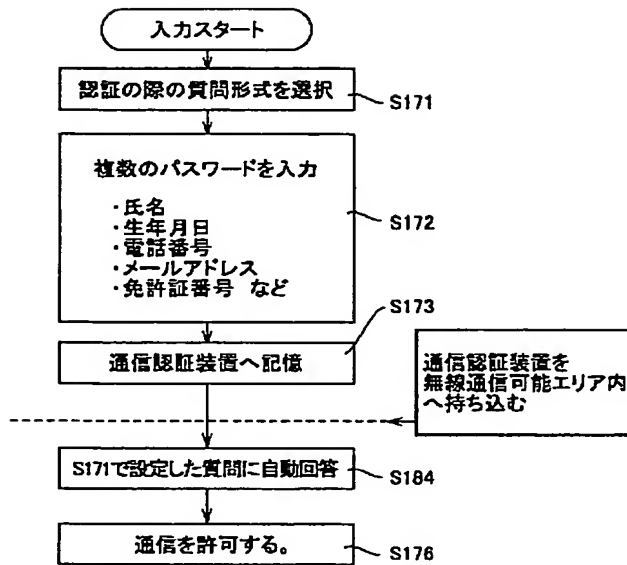 入力スタート
認証の際の質問形式を選択
S171
複数のパスワードを入力
・氏名
・生年月日
・電話番号
・メールアドレス
・免許証番号 など
S172
S173
通信認証装置へ記憶
通信認証装置を
無線通信可能エリア内
へ持ち込む
S171で設定した質問に自動回答
S184
通信を許可する。
S176